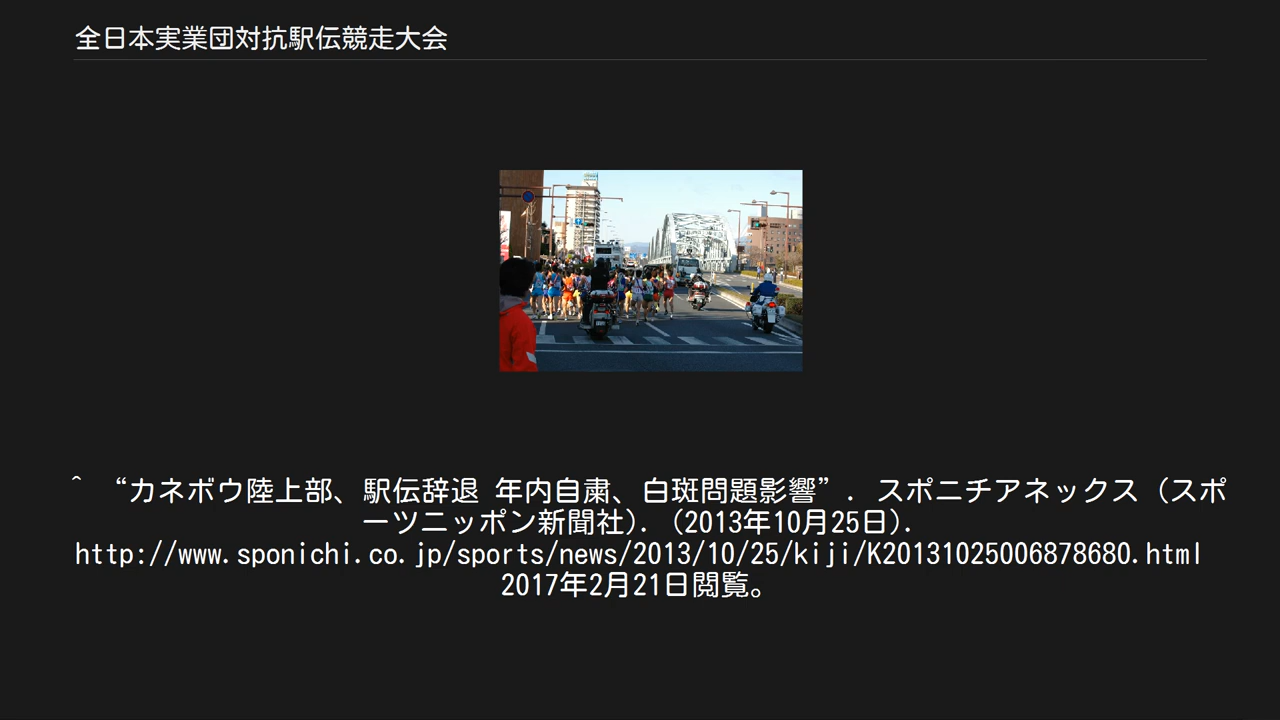 全日本実業団対抗駅伝競走大会
^ “カネボウ陸上部、駅伝辞退 年内自粛、白斑問題影響”. スポニチアネックス (スポ
ーツニッポン新聞社). (2013年10月25日).
http://www.sponichi.co.jp/sports/news/2013/10/25/kiji/K20131025006878680.html
2017年2月21日閲覧。